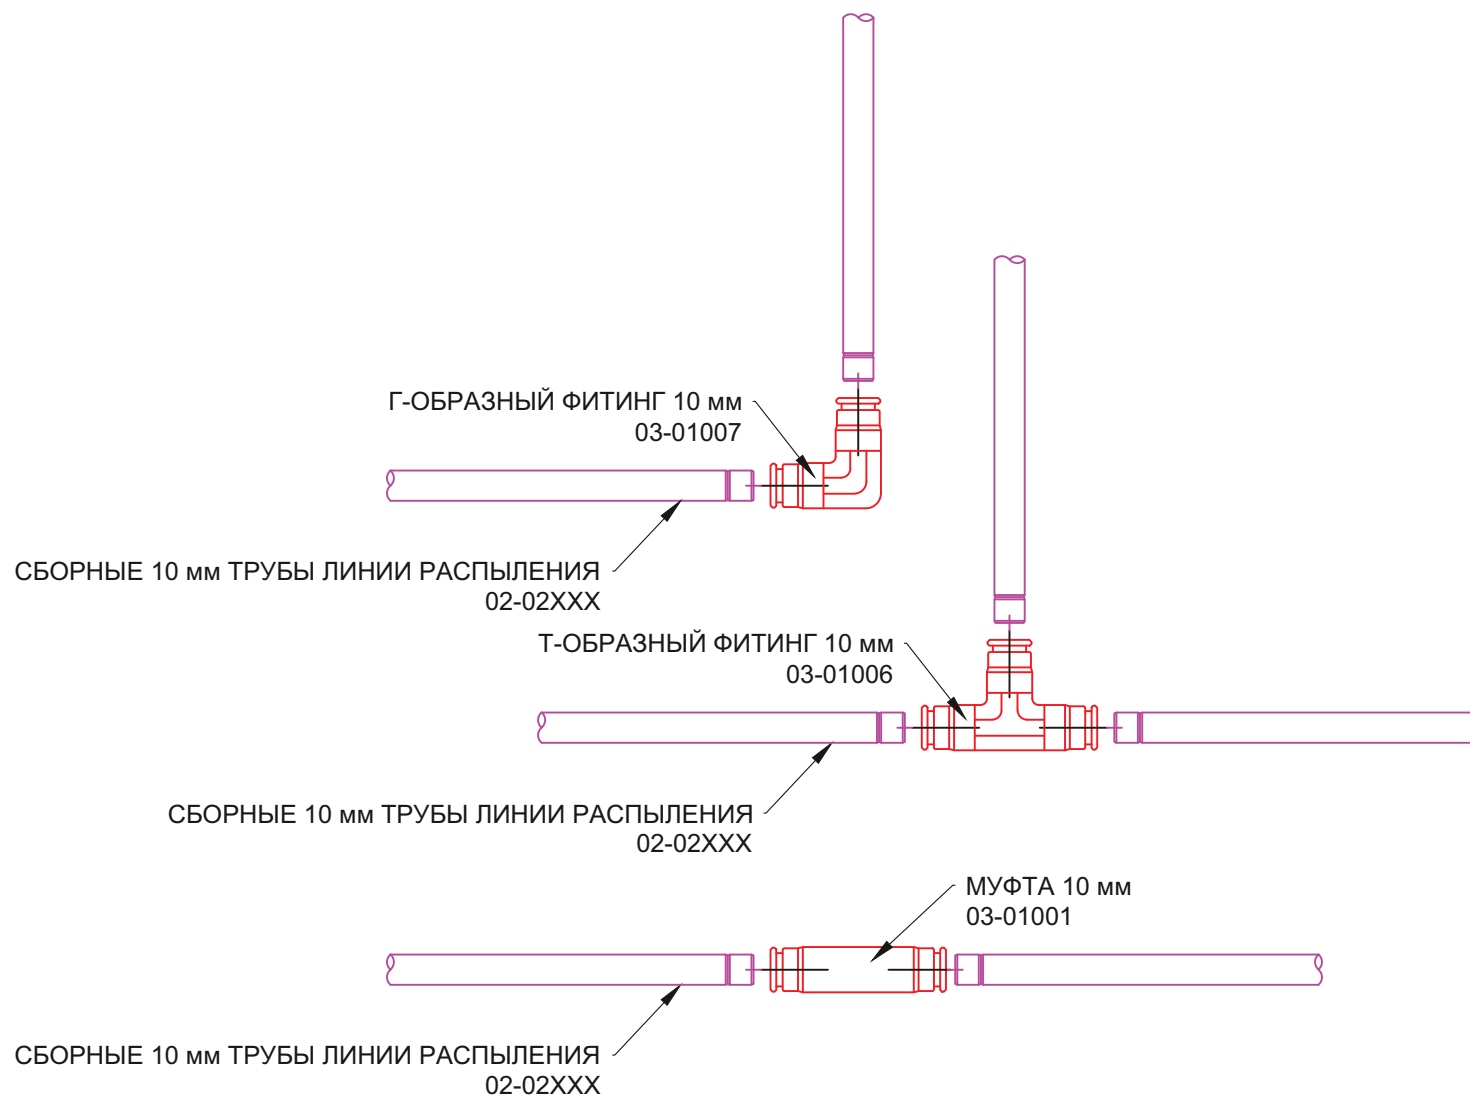 Г-ОБРАЗНЫЙ ФИТИНГ 10 мм
03-01007
СБОРНЫЕ 10 мм ТРУБЫ ЛИНИИ РАСПЫЛЕНИЯ
02-02XXX
Т-ОБРАЗНЫЙ ФИТИНГ 10 мм
03-01006
СБОРНЫЕ 10 мм ТРУБЫ ЛИНИИ РАСПЫЛЕНИЯ
02-02XXX
МУФТА 10 мм
03-01001
СБОРНЫЕ 10 мм ТРУБЫ ЛИНИИ РАСПЫЛЕНИЯ
02-02XXX